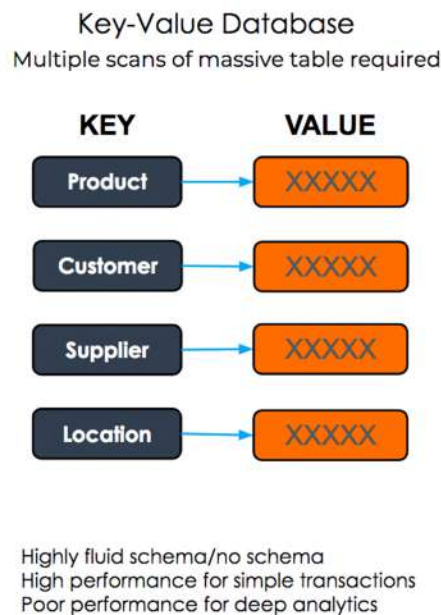 Key-Value Database
Multiple scans of massive table required
KEY VALUE
Product XXXXX
Customer XXXXX
Supplier XXXXX
Location XXXXX
Highly fluid schema/no schema
High performance for simple transactions
Poor performance for deep analytics